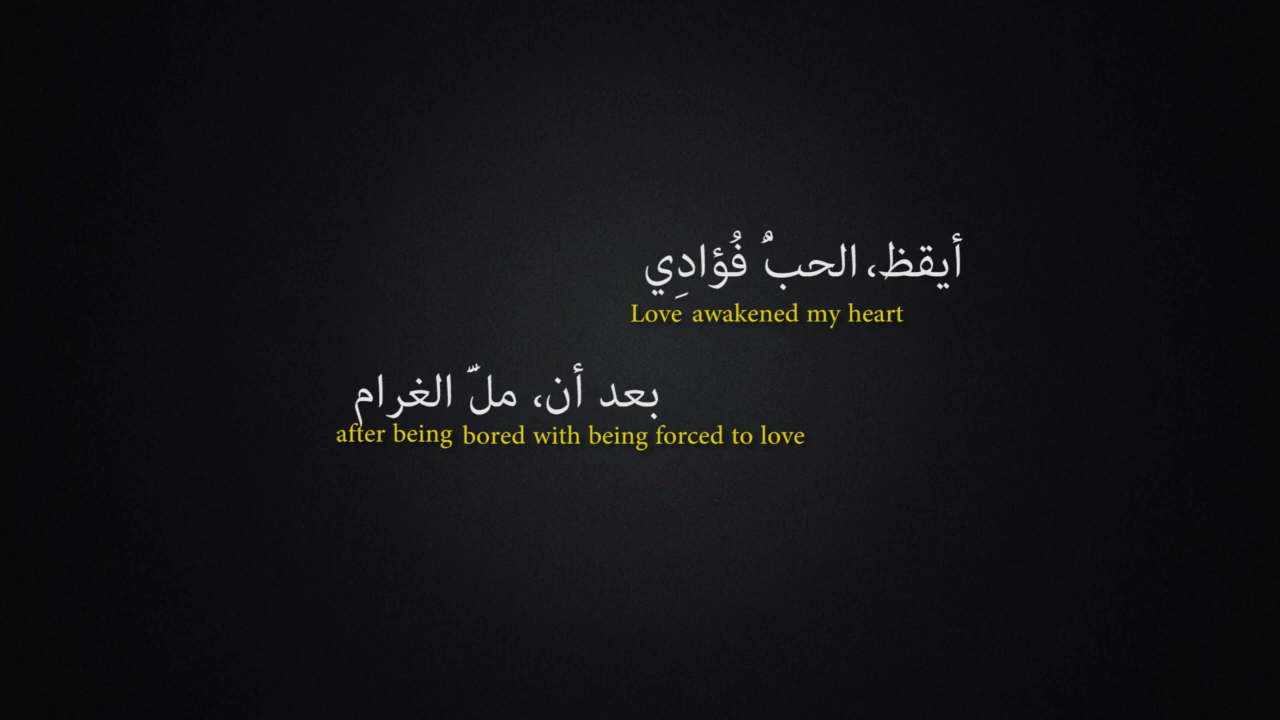 أيقظ، الحبُّ فُؤادِي
Love awakened my heart
بعد أن، ملّ الغرام
after being bored with being forced to love